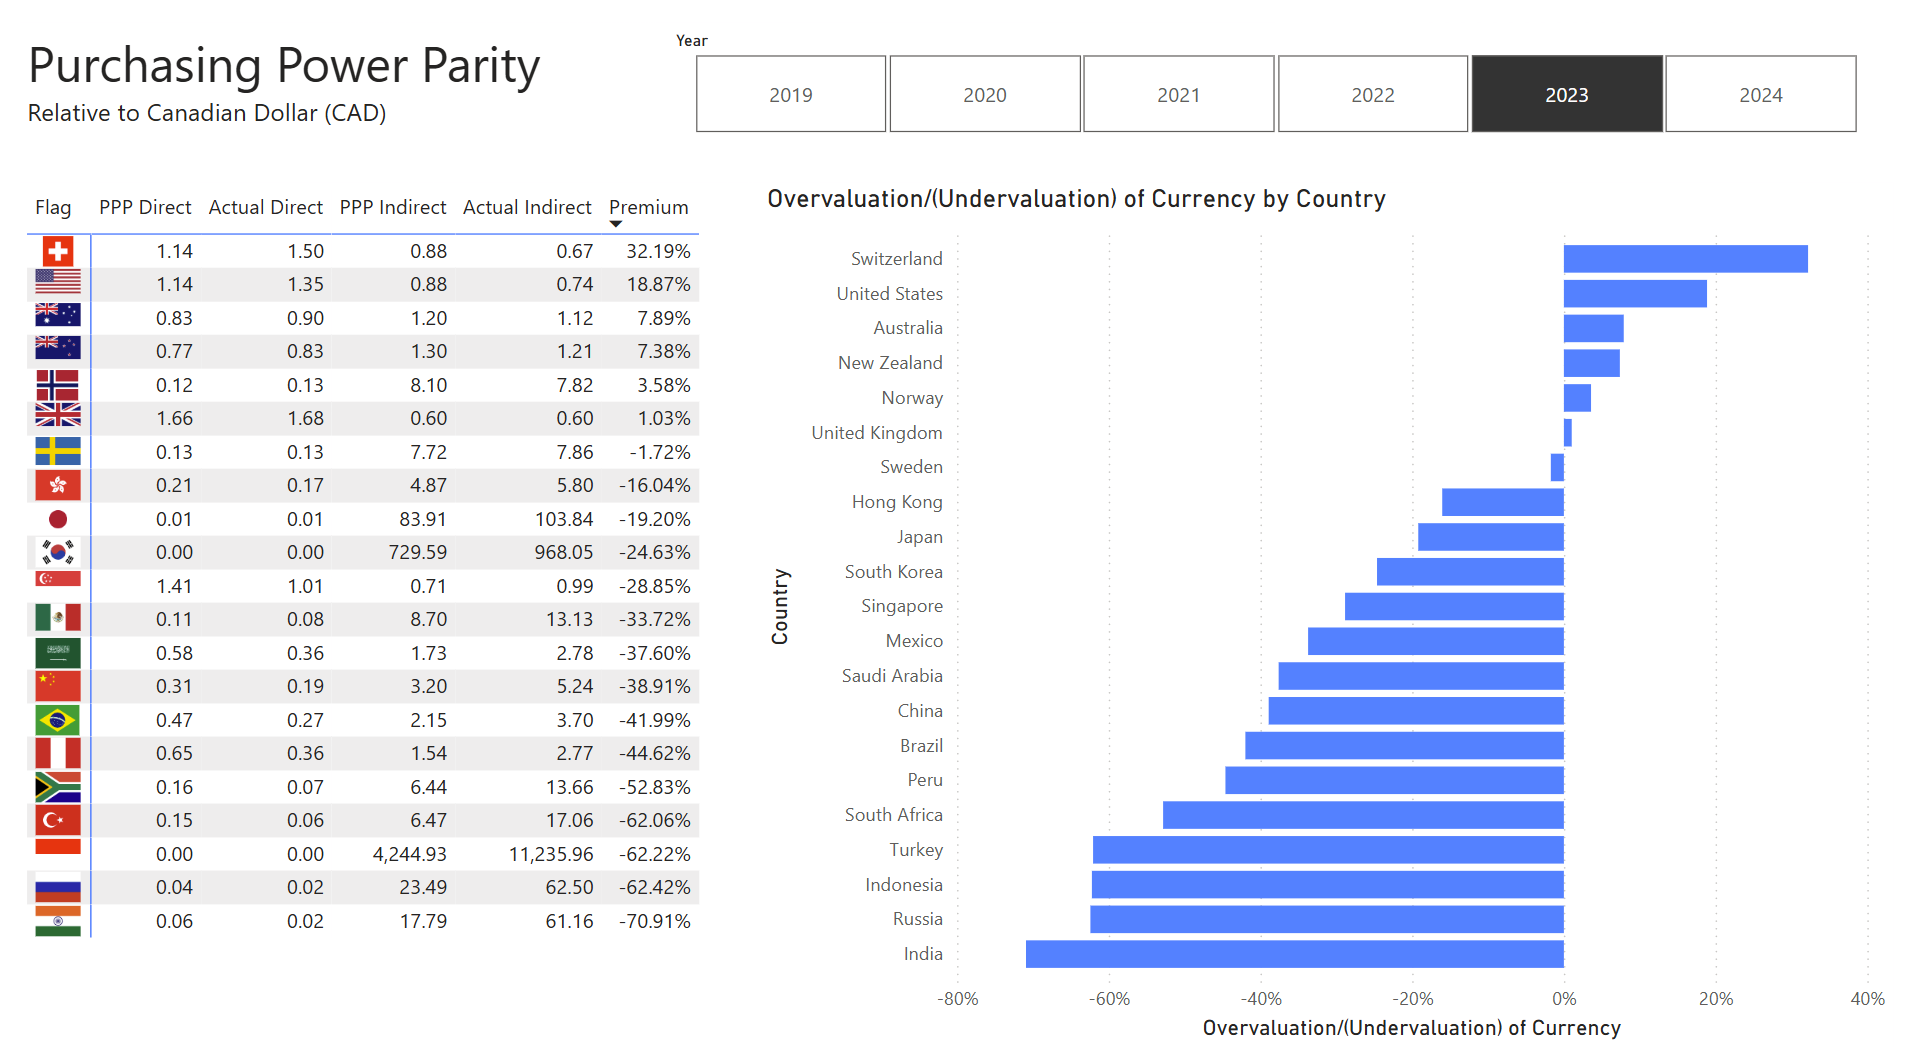 Purchasing Power Parity
Relative to Canadian Dollar (CAD)
Year
2019 2020 2021 2022 2023 2024
Flag PPP Direct Actual Direct PPP Indirect Actual Indirect Premium
1.14 1.50 0.88 0.67 32.19%
1.14 1.35 0.88 0.74 18.87%
0.83 0.90 1.20 1.12 7.89%
0.77 0.83 1.30 1.21 7.38%
0.12 0.13 8.10 7.82 3.58%
1.66 1.68 0.60 0.60 1.03%
0.13 0.13 7.72 7.86 -1.72%
0.21 0.17 4.87 5.80 -16.04%
0.01 0.01 83.91 103.84 -19.20%
0.00 0.00 729.59 968.05 -24.63%
1.41 1.01 0.71 0.99 -28.85%
0.11 0.08 8.70 13.13 -33.72%
0.58 0.36 1.73 2.78 -37.60%
0.31 0.19 3.20 5.24 -38.91%
0.47 0.27 2.15 3.70 -41.99%
0.65 0.36 1.54 2.77 -44.62%
0.16 0.07 6.44 13.66 -52.83%
0.15 0.06 6.47 17.06 -62.06%
0.00 0.00 4,244.93 11,235.96 -62.22%
0.04 0.02 23.49 62.50 -62.42%
0.06 0.02 17.79 61.16 -70.91%
Overvaluation/(Undervaluation) of Currency by Country
Country
Switzerland
United States
Australia
New Zealand
Norway
United Kingdom
Sweden
Hong Kong
Japan
South Korea
Singapore
Mexico
Saudi Arabia
China
Brazil
Peru
South Africa
Turkey
Indonesia
Russia
India
-80% -60% -40% -20% 0% 20% 40%
Overvaluation/(Undervaluation) of Currency